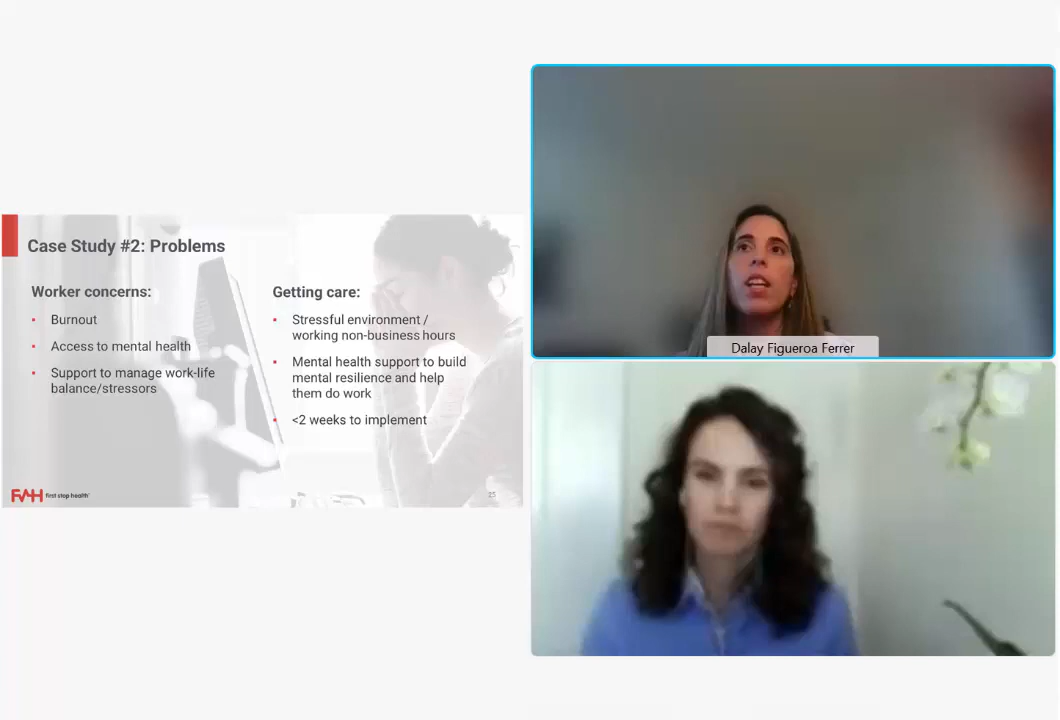 Case Study #2: Problems
Worker concerns:
Burnout
Access to mental health
Support to manage work-life
balance/stressors
Getting care:
Stressful environment /
working non-business hours
Mental health support to build
mental resilience and help
them do work
<2 weeks to implement
first stop health
25
Dalay Figueroa Ferrer